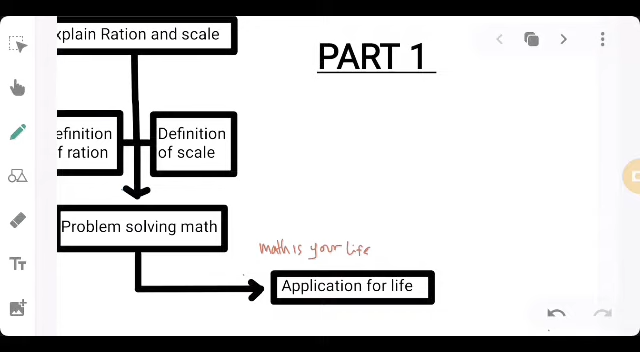 xplain Ration and scale
PART 1
efinition
f ration
Definition
of scale
Problem solving math
math is your life
Application for life